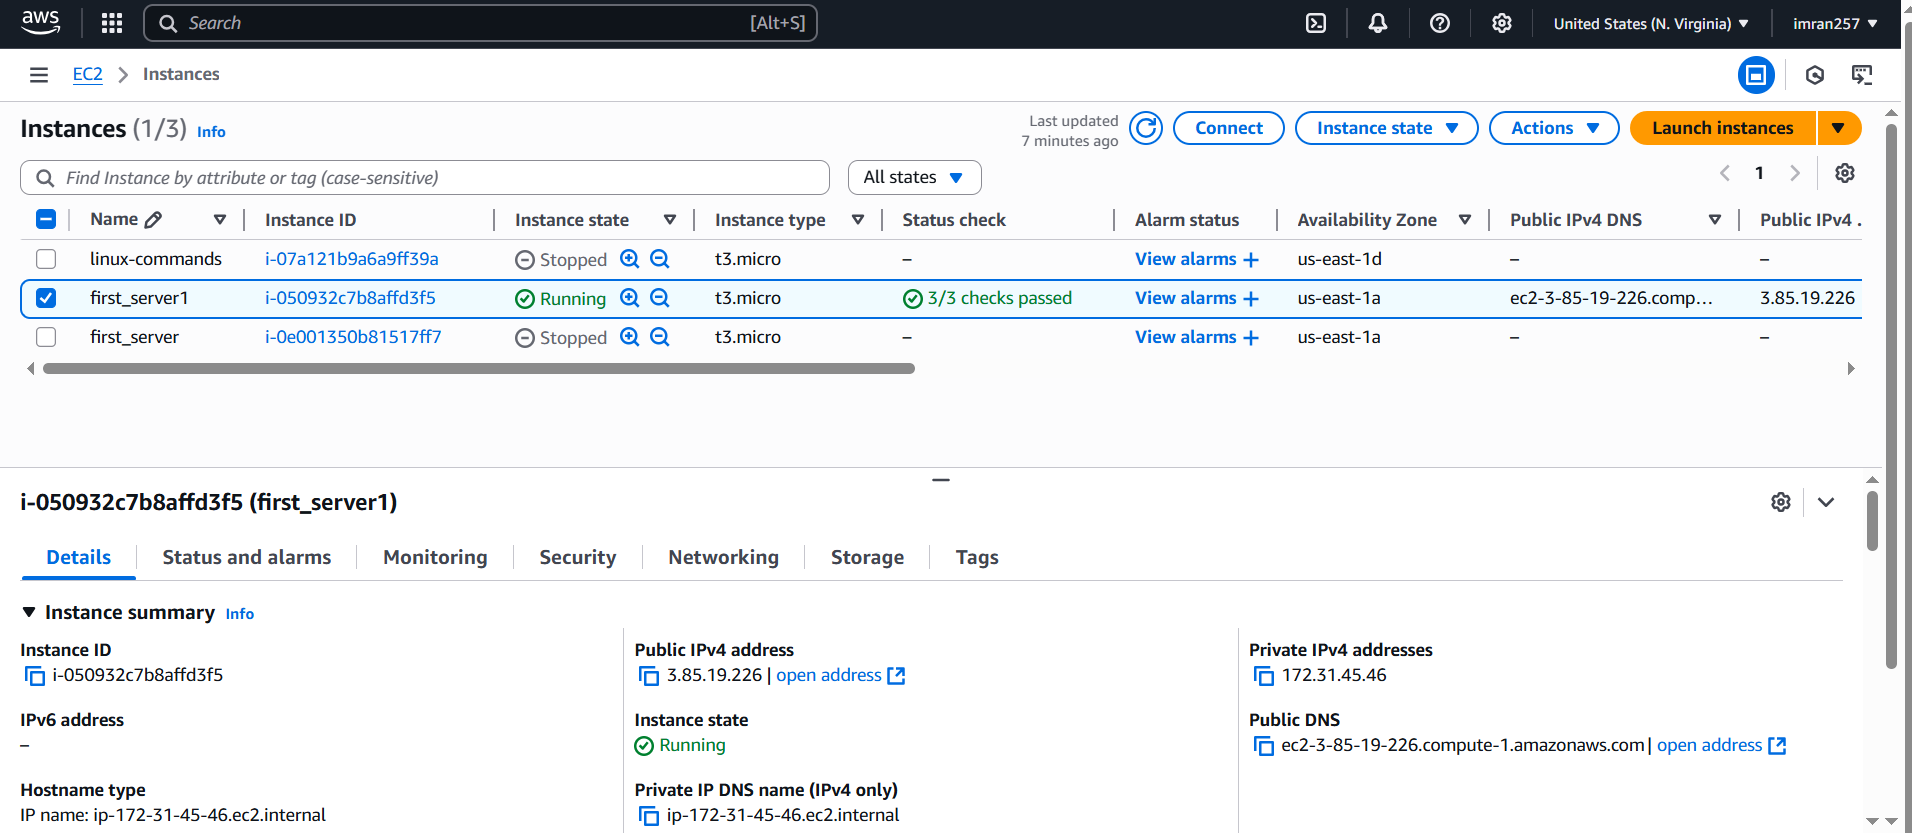 aws Search [Alt+S] United States (N. Virginia) imran257
EC2 Instances
Instances (1/3) Info Last updated 7 minutes ago Connect Instance state Actions Launch instances
Find Instance by attribute or tag (case-sensitive) All states 1
Name Instance ID Instance state Instance type Status check Alarm status Availability Zone Public IPv4 DNS Public IPv4 .
linux-commands i-07a121b9a6a9ff39a Stopped t3.micro – View alarms + us-east-1d – –
first_server1 i-050932c7b8affd3f5 Running t3.micro 3/3 checks passed View alarms + us-east-1a ec2-3-85-19-226.comp... 3.85.19.226
first_server i-0e001350b81517ff7 Stopped t3.micro – View alarms + us-east-1a – –
i-050932c7b8affd3f5 (first_server1)
Details Status and alarms Monitoring Security Networking Storage Tags
Instance summary Info
Instance ID
i-050932c7b8affd3f5
Public IPv4 address
3.85.19.226 | open address
Private IPv4 addresses
172.31.45.46
IPv6 address
–
Instance state
Running
Public DNS
ec2-3-85-19-226.compute-1.amazonaws.com | open address
Hostname type
IP name: ip-172-31-45-46.ec2.internal
Private IP DNS name (IPv4 only)
ip-172-31-45-46.ec2.internal